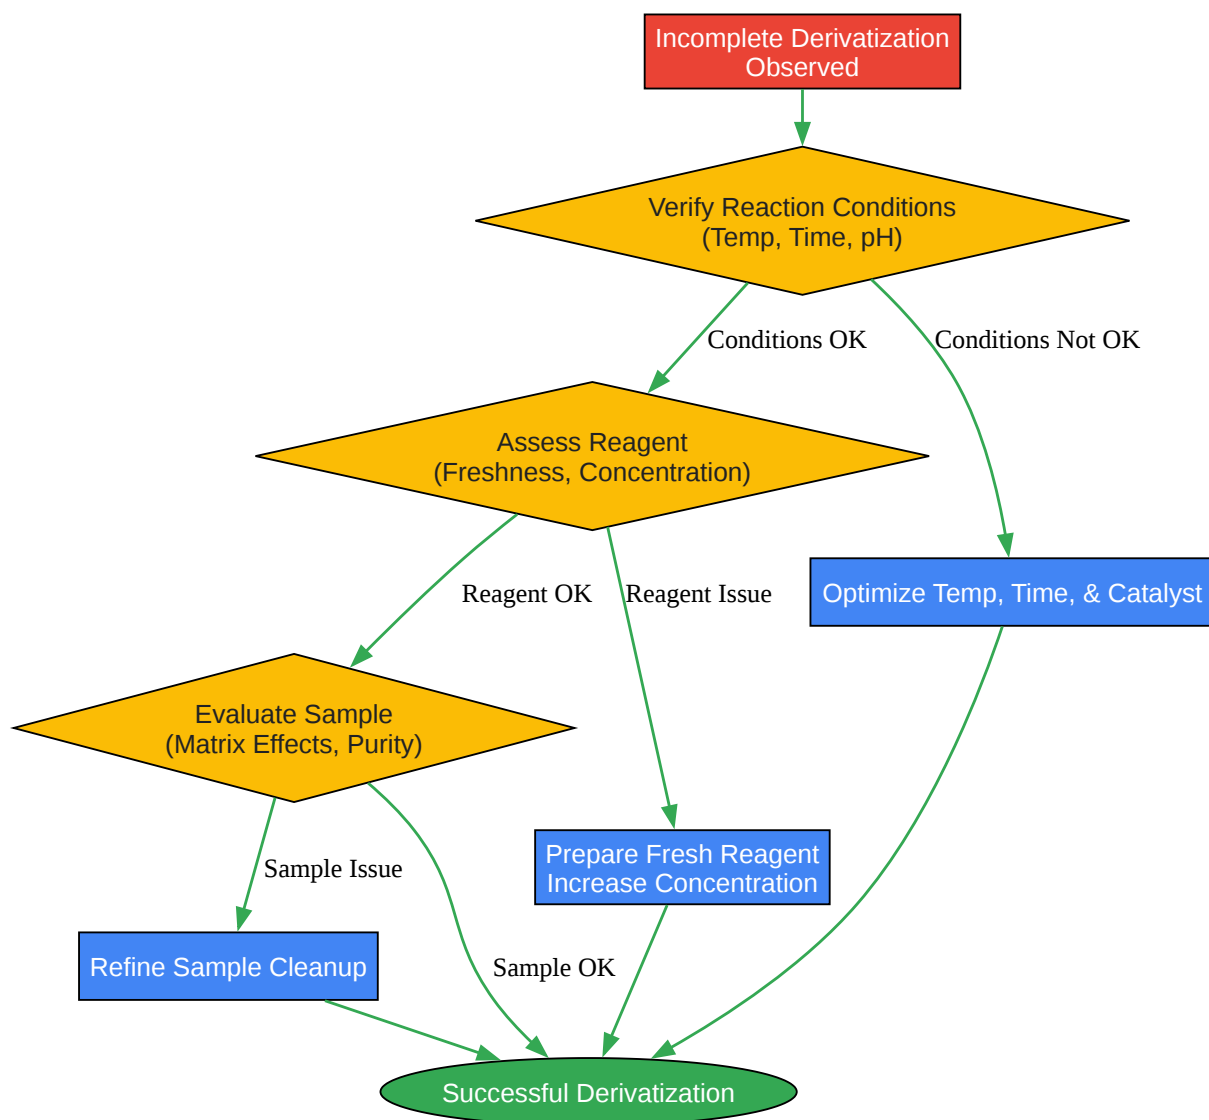 Incomplete Derivatization
Observed
Verify Reaction Conditions
(Temp, Time, pH)
Conditions OK
Conditions Not OK
Assess Reagent
(Freshness, Concentration)
Reagent OK
Reagent Issue
Optimize Temp, Time, & Catalyst
Evaluate Sample
(Matrix Effects, Purity)
Sample Issue
Prepare Fresh Reagent
Increase Concentration
Refine Sample Cleanup
Sample OK
Successful Derivatization